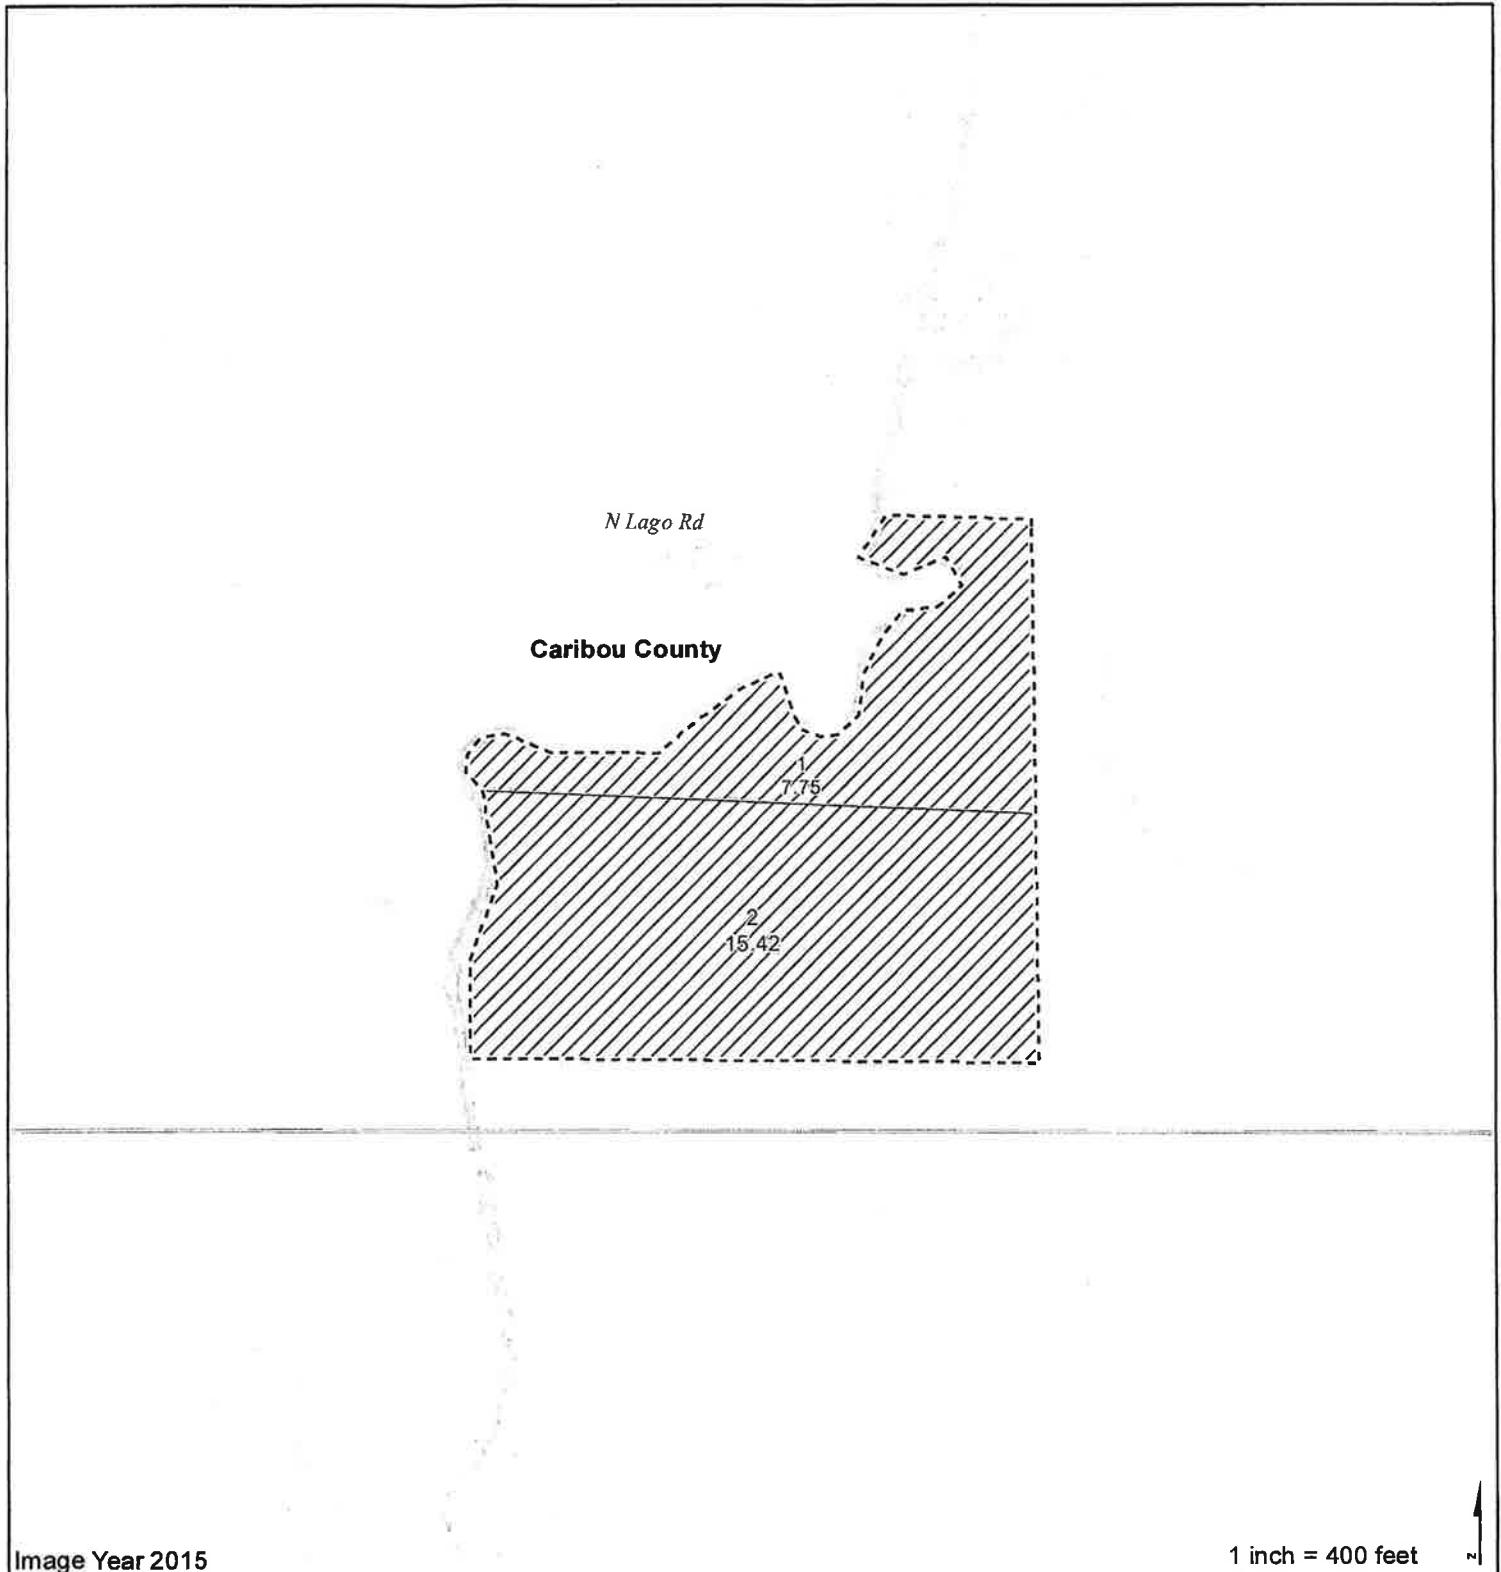 N Lago Rd
Caribou County
1
7.75
2
15.42
Image Year 2015
1 inch = 400 feet
N